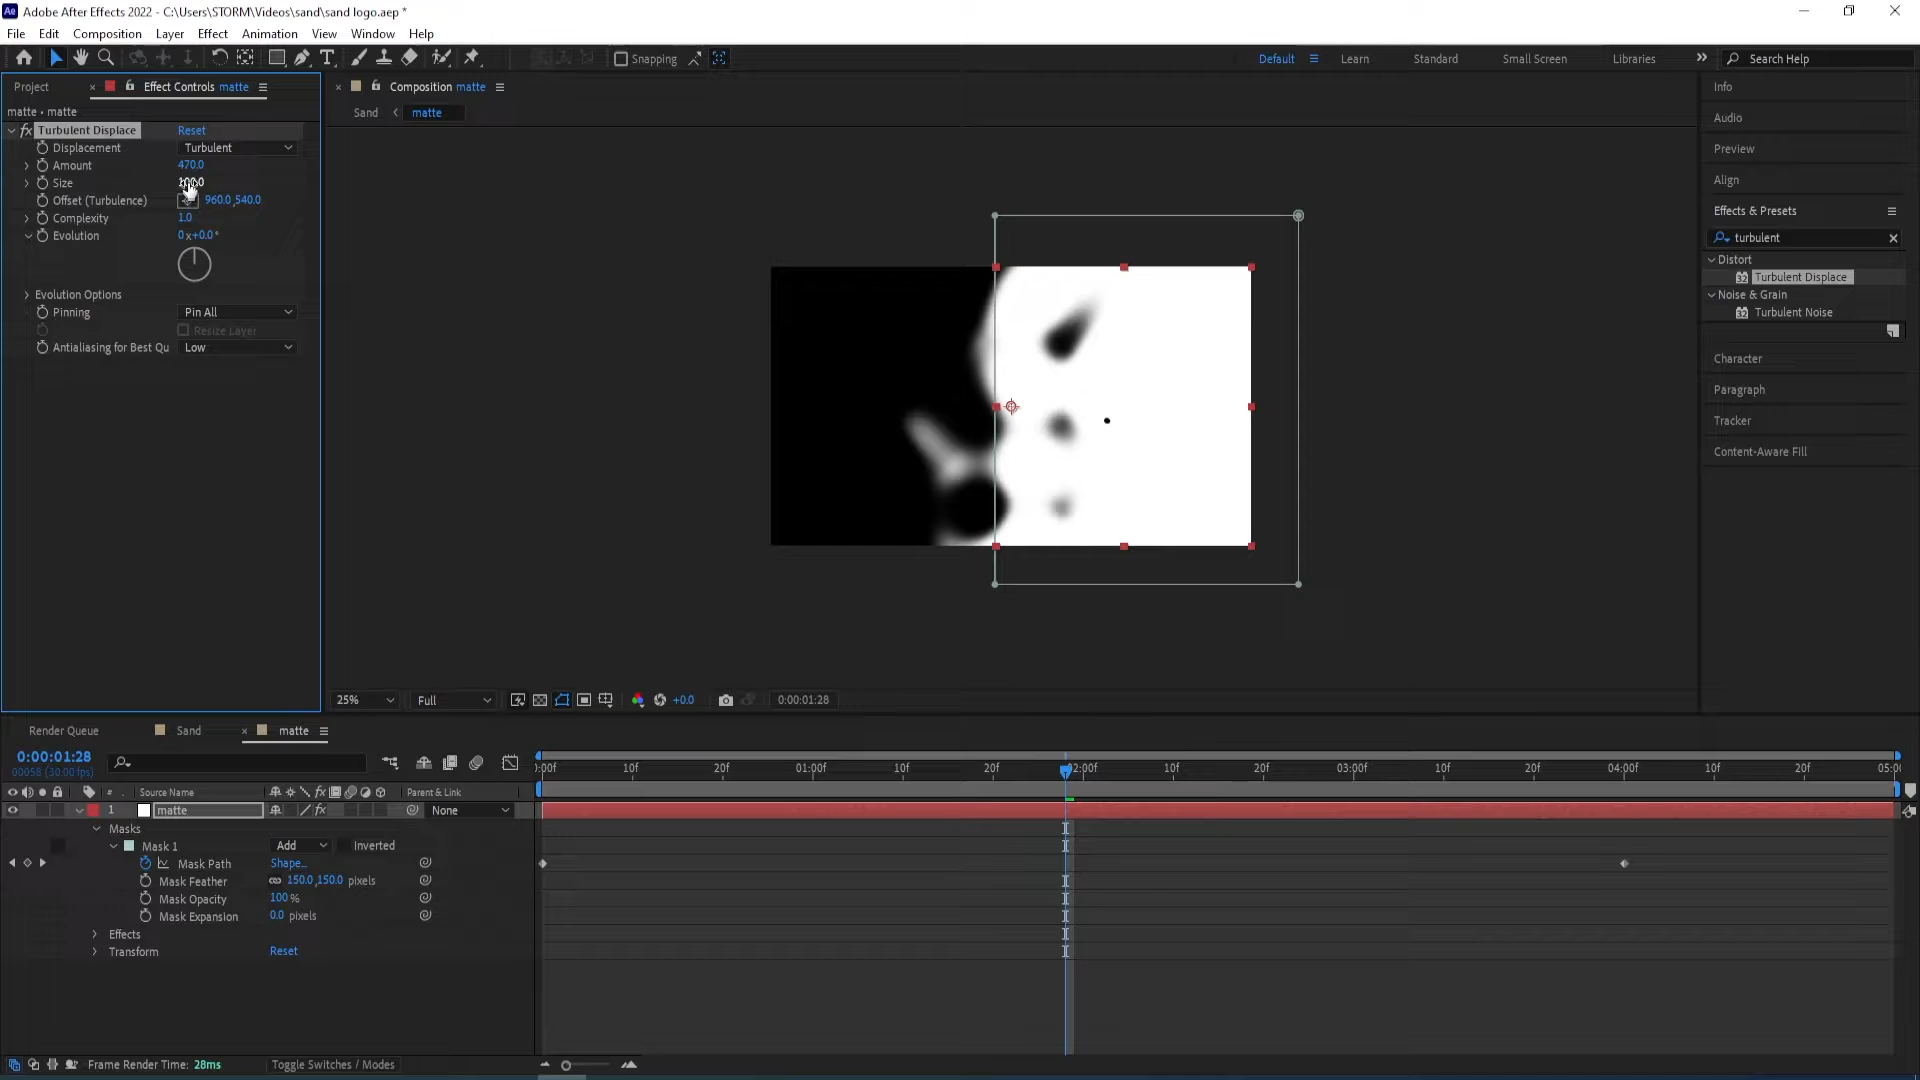 Adobe After Effects 2022 - C:\Users\STORM\Videos\sand\sand logo.aep *
File Edit Composition Layer Effect Animation View Window Help
Snapping
Default Learn Standard Small Screen Libraries Search Help
Project Effect Controls matte
matte • matte
fx Turbulent Displace Reset
Displacement Turbulent
Amount 470.0
Size 100.0
Offset (Turbulence) 960.0,540.0
Complexity 1.0
Evolution 0x+0.0°
Evolution Options
Pinning Pin All
Resize Layer
Antialiasing for Best Qu Low
Composition matte
Sand matte
25% Full +0.0 0:00:01:28
Info
Audio
Preview
Align
Effects & Presets
turbulent
Distort
32 Turbulent Displace
Noise & Grain
32 Turbulent Noise
Character
Paragraph
Tracker
Content-Aware Fill
Render Queue Sand matte
0:00:01:28
00058 (30.00 fps)
:00f 10f 20f 01:00f 10f 20f 02:00f 10f 20f 03:00f 10f 20f 04:00f 10f 20f 05:00
# Source Name fx Parent & Link
1 matte fx None
Masks
Mask 1 Add Inverted
Mask Path Shape...
Mask Feather 150.0,150.0 pixels
Mask Opacity 100 %
Mask Expansion 0.0 pixels
Effects
Transform Reset
Frame Render Time: 28ms Toggle Switches / Modes